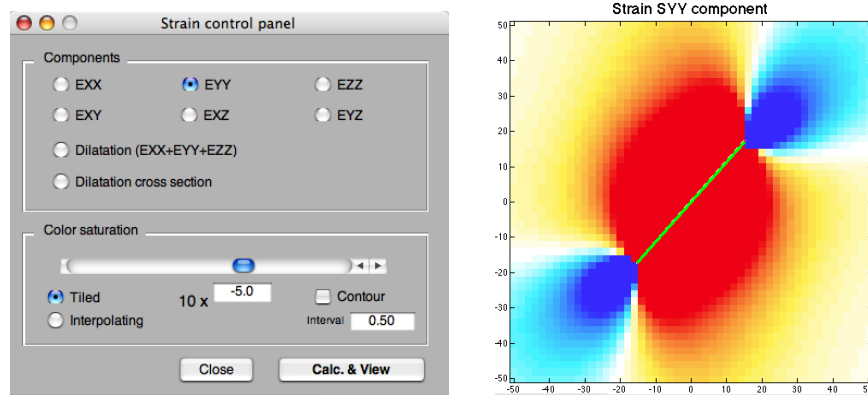 Strain control panel
Components
EXX EYY EZZ
EXY EXZ EYZ
Dilatation (EXX+EYY+EZZ)
Dilatation cross section
Color saturation
Tiled 10 x -5.0 Contour
Interpolating Interval 0.50
Close Calc. & View
Strain SYY component
50
40
30
20
10
0
-10
-20
-30
-40
-50
-50 -40 -30 -20 -10 0 10 20 30 40 50